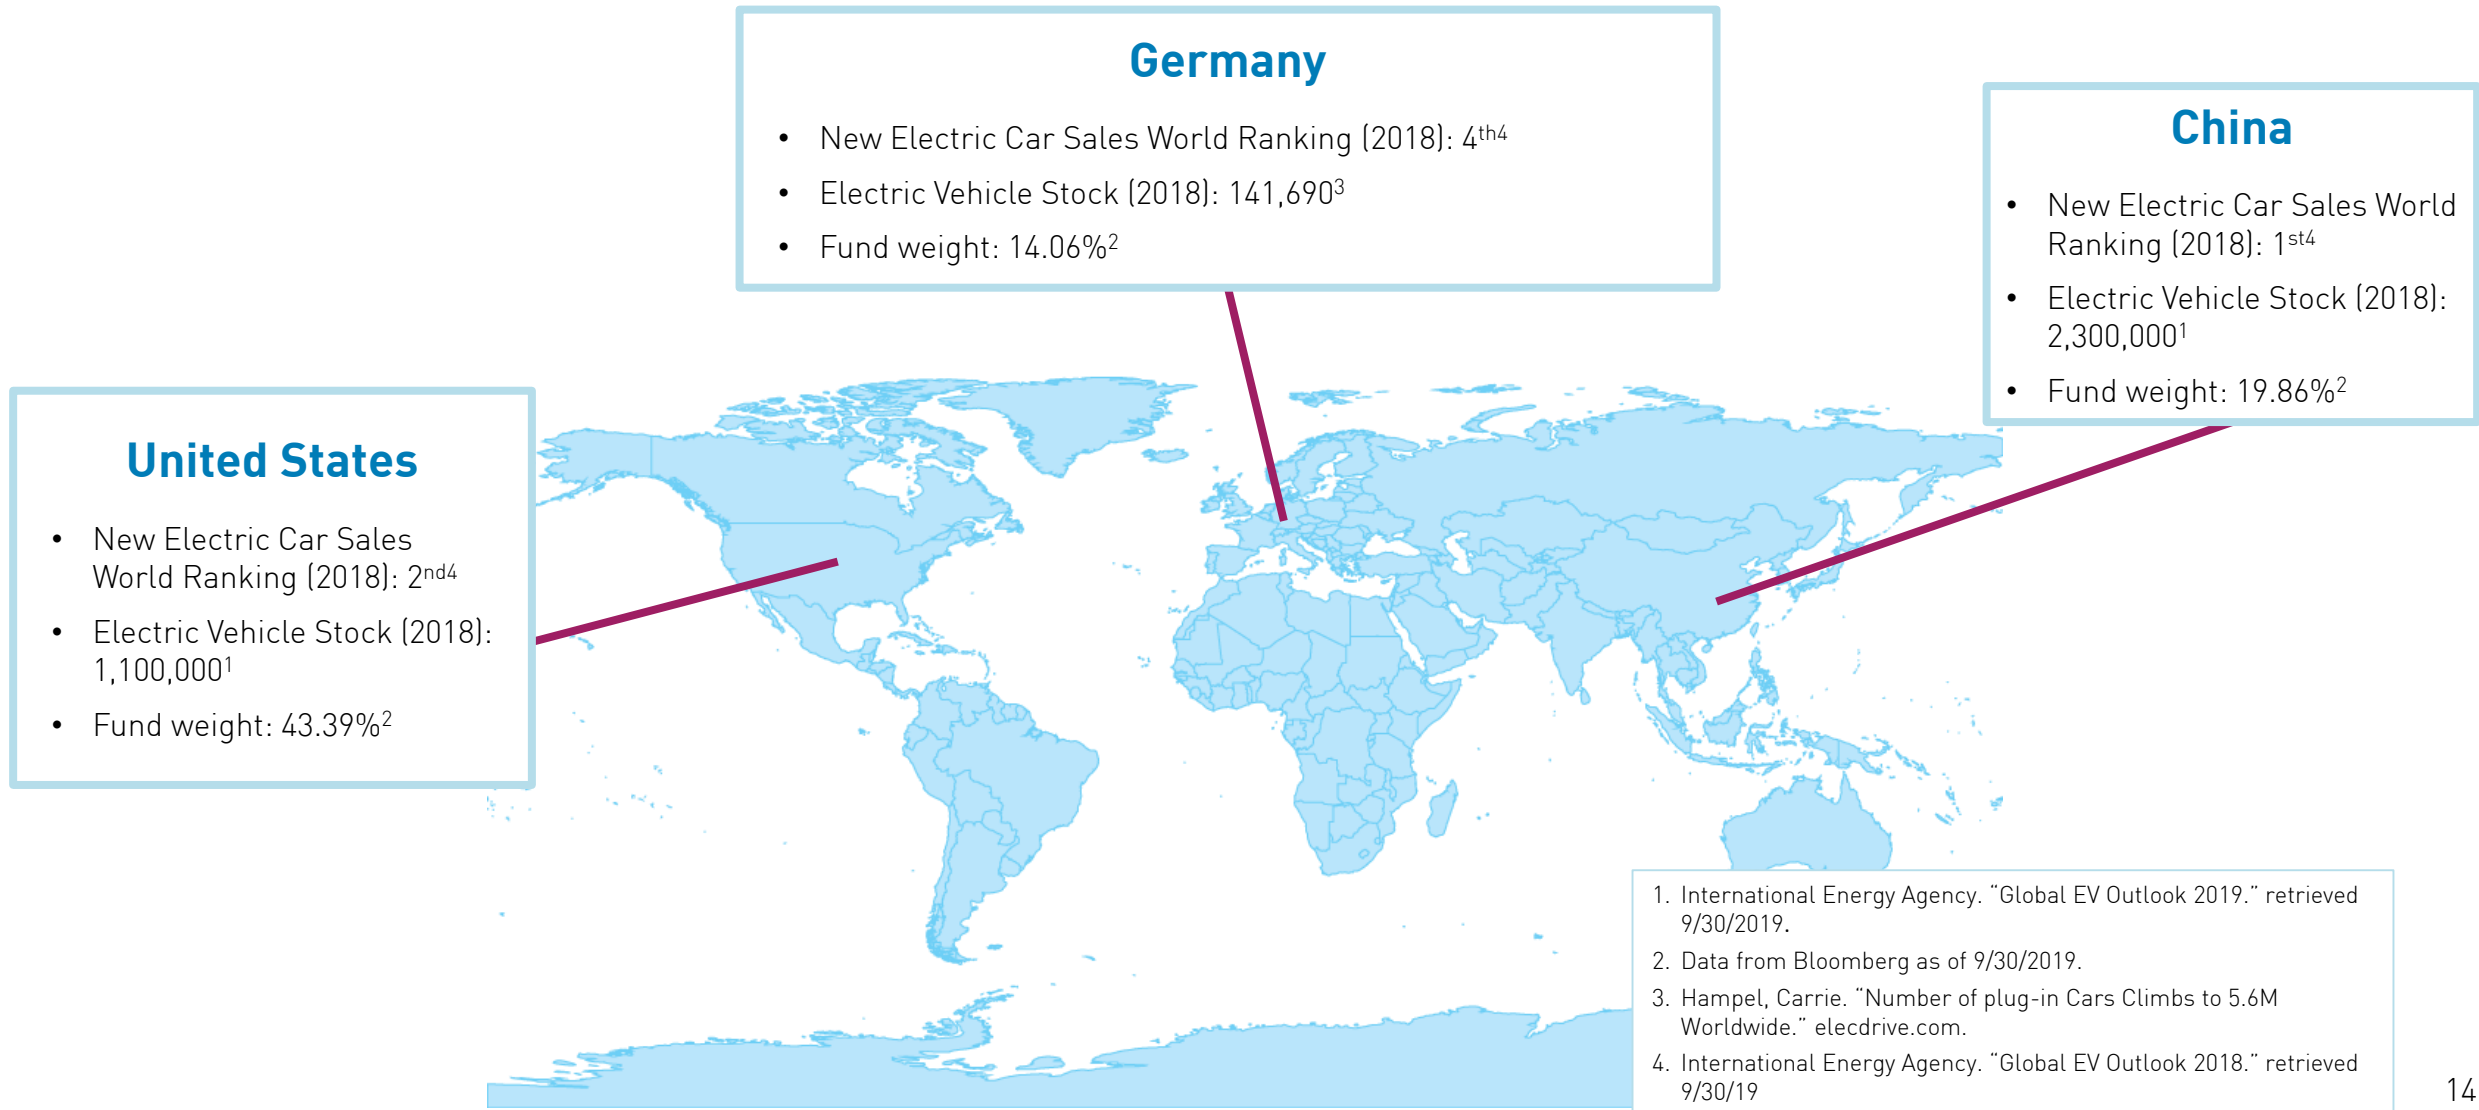 Germany
• New Electric Car Sales World Ranking (2018): 4th4
• Electric Vehicle Stock (2018): 141,6903
• Fund weight: 14.06%2
China
• New Electric Car Sales World
Ranking (2018): 1st4
• Electric Vehicle Stock (2018):
2,300,0001
• Fund weight: 19.86%2
United States
• New Electric Car Sales
World Ranking (2018): 2nd4
• Electric Vehicle Stock (2018):
1,100,0001
• Fund weight: 43.39%2
1. International Energy Agency. “Global EV Outlook 2019.” retrieved
9/30/2019.
2. Data from Bloomberg as of 9/30/2019.
3. Hampel, Carrie. “Number of plug-in Cars Climbs to 5.6M
Worldwide.” elecdrive.com.
4. International Energy Agency. “Global EV Outlook 2018.” retrieved
9/30/19
14